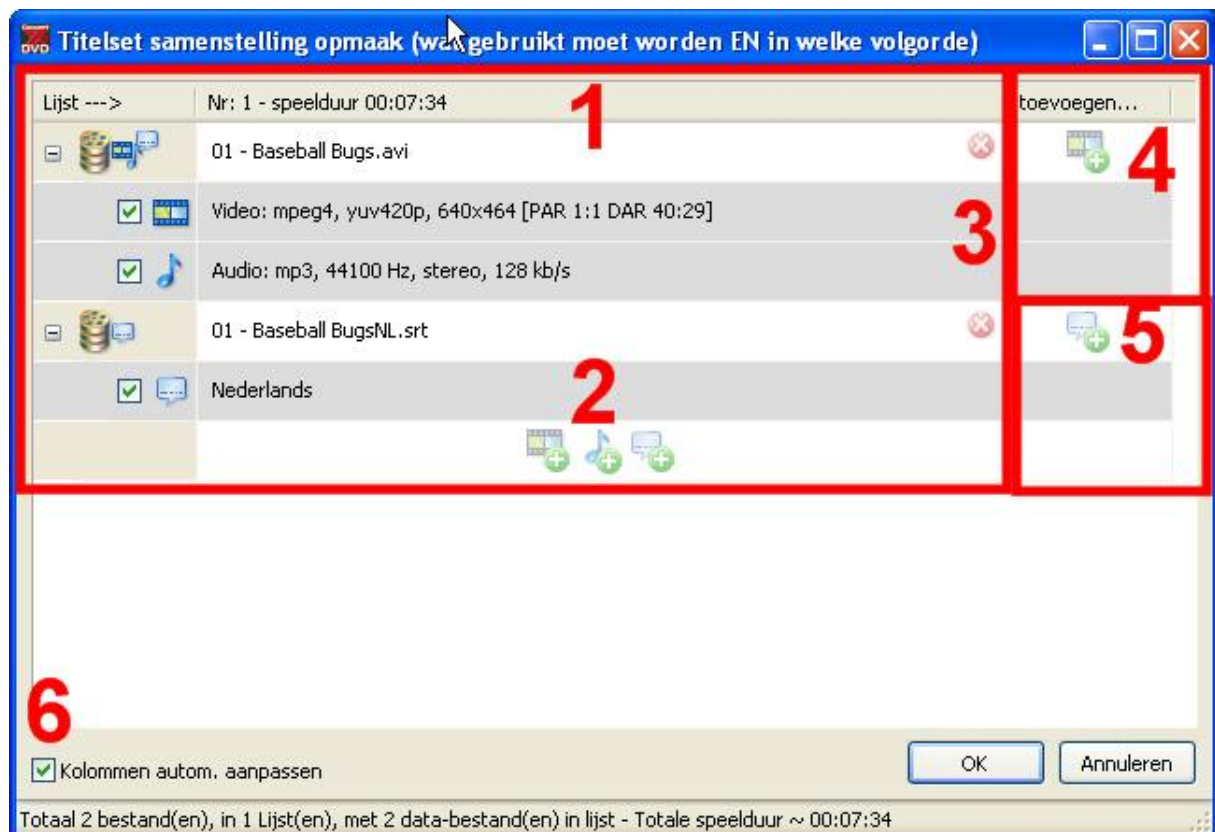 Titelset samenstelling opmaak (wat gebruikt moet worden EN in welke volgorde)
Lijst --->
Nr: 1 - speelduur 00:07:34
1
toevoegen...
01 - Baseball Bugs.avi
4
Video: mpeg4, yuv420p, 640x464 [PAR 1:1 DAR 40:29]
3
Audio: mp3, 44100 Hz, stereo, 128 kb/s
01 - Baseball BugsNL.srt
5
Nederlands
2
6
Kolommen autom. aanpassen
OK
Annuleren
Totaal 2 bestand(en), in 1 Lijst(en), met 2 data-bestand(en) in lijst - Totale speelduur ~ 00:07:34